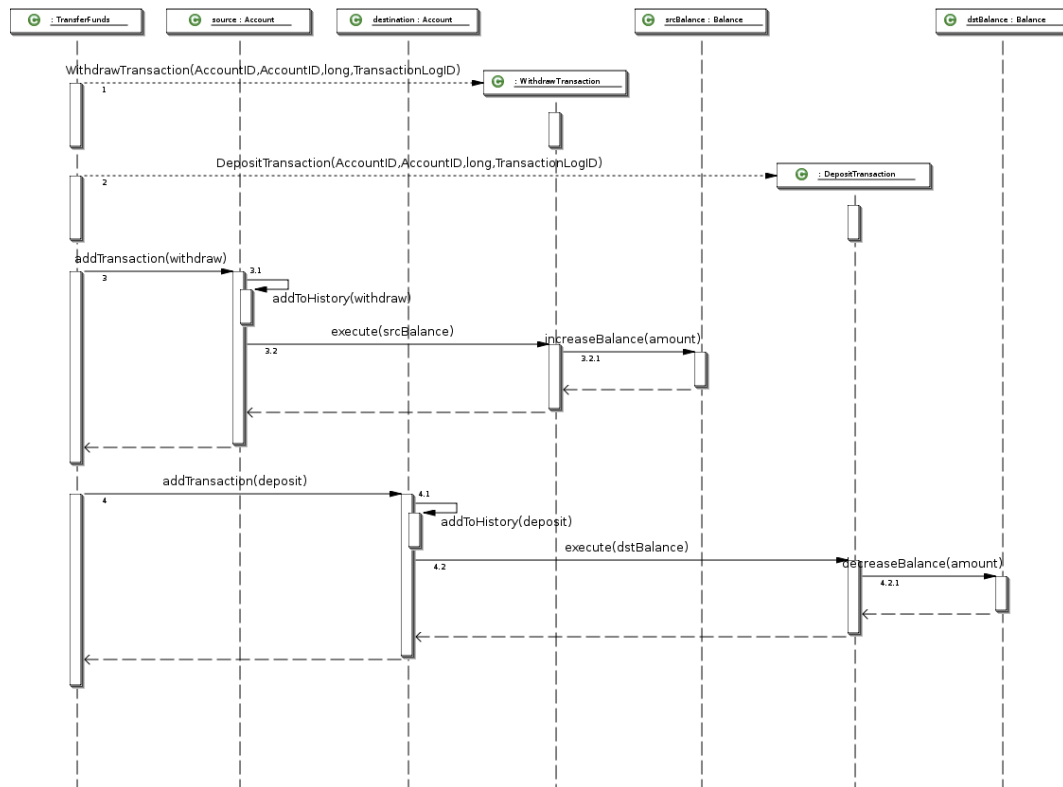 C : TransferFunds
C source : Account
C destination : Account
C srcBalance : Balance
C dstBalance : Balance
WithdrawTransaction(AccountID,AccountID,long,TransactionLogID)
1
C : WithdrawTransaction
DepositTransaction(AccountID,AccountID,long,TransactionLogID)
2
C : DepositTransaction
addTransaction(withdraw)
3
3.1
addToHistory(withdraw)
execute(srcBalance)
3.2
increaseBalance(amount)
3.2.1
addTransaction(deposit)
4
4.1
addToHistory(deposit)
execute(dstBalance)
4.2
decreaseBalance(amount)
4.2.1